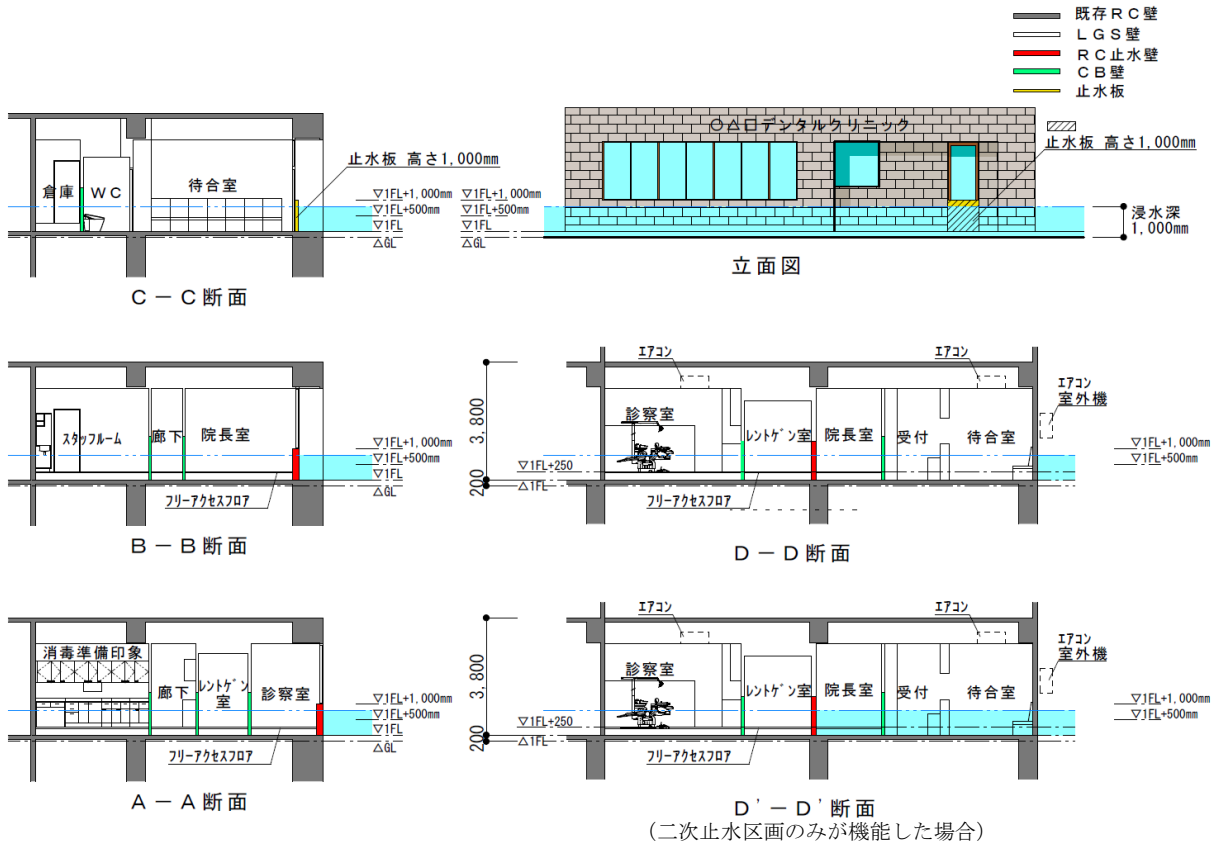 既存ＲＣ壁
ＬＧＳ壁
ＲＣ止水壁
ＣＢ壁
止水板
倉庫
ＷＣ
待合室
止水板 高さ1,000mm
▽1FL+1,000mm
▽1FL+500mm
▽1FL
△GL
Ｃ－Ｃ断面
○△□デンタルクリニック
止水板 高さ1,000mm
▽1FL+1,000mm
▽1FL+500mm
▽1FL
△GL
浸水深
1,000mm
立面図
スタッフルーム
廊下
院長室
▽1FL+1,000mm
▽1FL+500mm
▽1FL
△GL
フリーアクセスフロア
Ｂ－Ｂ断面
エアコン
エアコン
エアコン
室外機
3,800
200
診察室
レントゲン室
院長室
受付
待合室
▽1FL+1,000mm
▽1FL+500mm
▽1FL+250
△1FL
フリーアクセスフロア
Ｄ－Ｄ断面
消毒準備印象
廊下
レントゲン
室
診察室
▽1FL+1,000mm
▽1FL+500mm
▽1FL
△GL
フリーアクセスフロア
Ａ－Ａ断面
エアコン
エアコン
エアコン
室外機
3,800
200
診察室
レントゲン室
院長室
受付
待合室
▽1FL+1,000mm
▽1FL+500mm
▽1FL+250
△1FL
フリーアクセスフロア
Ｄ'－Ｄ'断面
（二次止水区画のみが機能した場合）